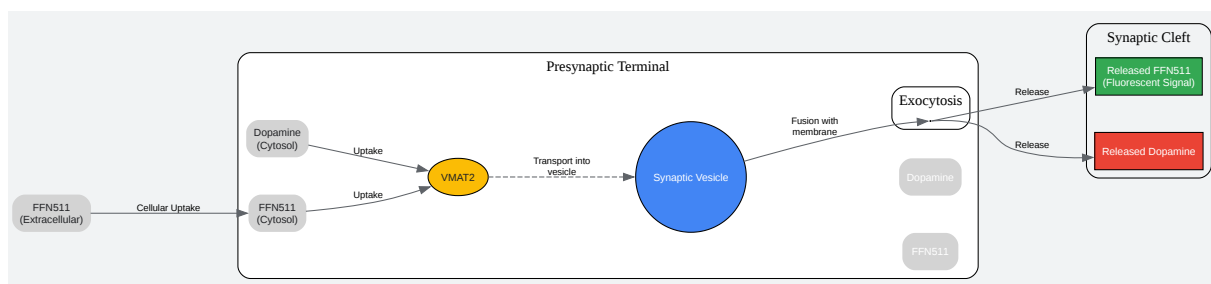 Synaptic Cleft
Presynaptic Terminal
Released FFN511
(Fluorescent Signal)
Release
Exocytosis
Fusion with
membrane
Dopamine
(Cytosol)
Uptake
Release
Released Dopamine
Transport into
vesicle
VMAT2
Synaptic Vesicle
Dopamine
Uptake
FFN511
(Extracellular)
Cellular Uptake
FFN511
(Cytosol)
FFN511